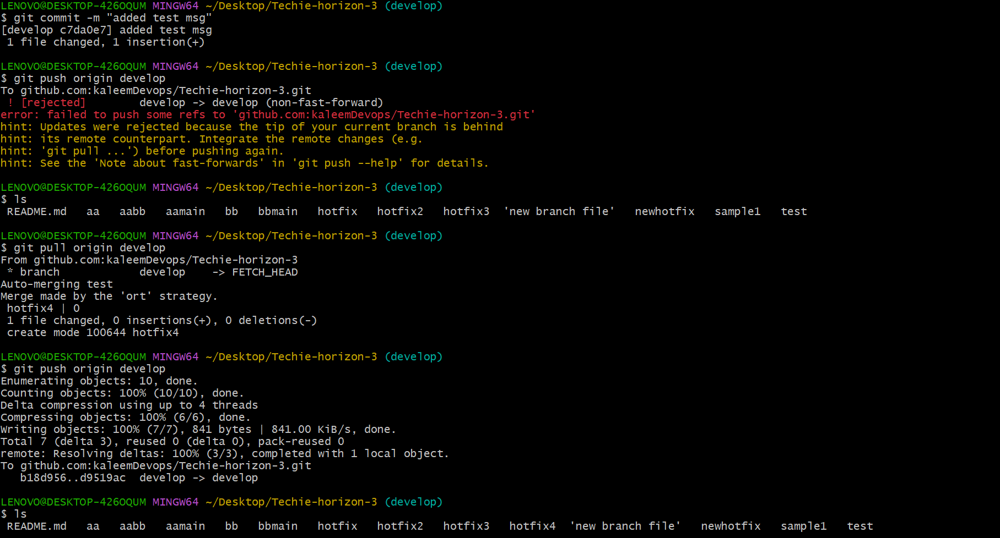 LENOVO@DESKTOP-426OQUM MINGW64 ~/Desktop/Techie-horizon-3 (develop)
$ git commit -m "added test msg"
[develop c7da0e7] added test msg
 1 file changed, 1 insertion(+)

LENOVO@DESKTOP-426OQUM MINGW64 ~/Desktop/Techie-horizon-3 (develop)
$ git push origin develop
To github.com:kaleemDevops/Techie-horizon-3.git
 ! [rejected]        develop -> develop (non-fast-forward)
error: failed to push some refs to 'github.com:kaleemDevops/Techie-horizon-3.git'
hint: Updates were rejected because the tip of your current branch is behind
hint: its remote counterpart. Integrate the remote changes (e.g.
hint: 'git pull ...') before pushing again.
hint: See the 'Note about fast-forwards' in 'git push --help' for details.

LENOVO@DESKTOP-426OQUM MINGW64 ~/Desktop/Techie-horizon-3 (develop)
$ ls
 README.md   aa   aabb   aamain   bb   bbmain   hotfix   hotfix2   hotfix3  'new branch file'   newhotfix   sample1   test

LENOVO@DESKTOP-426OQUM MINGW64 ~/Desktop/Techie-horizon-3 (develop)
$ git pull origin develop
From github.com:kaleemDevops/Techie-horizon-3
 * branch            develop    -> FETCH_HEAD
Auto-merging test
Merge made by the 'ort' strategy.
 hotfix4 | 0
 1 file changed, 0 insertions(+), 0 deletions(-)
 create mode 100644 hotfix4

LENOVO@DESKTOP-426OQUM MINGW64 ~/Desktop/Techie-horizon-3 (develop)
$ git push origin develop
Enumerating objects: 10, done.
Counting objects: 100% (10/10), done.
Delta compression using up to 4 threads
Compressing objects: 100% (6/6), done.
Writing objects: 100% (7/7), 841 bytes | 841.00 KiB/s, done.
Total 7 (delta 3), reused 0 (delta 0), pack-reused 0
remote: Resolving deltas: 100% (3/3), completed with 1 local object.
To github.com:kaleemDevops/Techie-horizon-3.git
   b18d956..d9519ac  develop -> develop

LENOVO@DESKTOP-426OQUM MINGW64 ~/Desktop/Techie-horizon-3 (develop)
$ ls
 README.md   aa   aabb   aamain   bb   bbmain   hotfix   hotfix2   hotfix3   hotfix4  'new branch file'   newhotfix   sample1   test